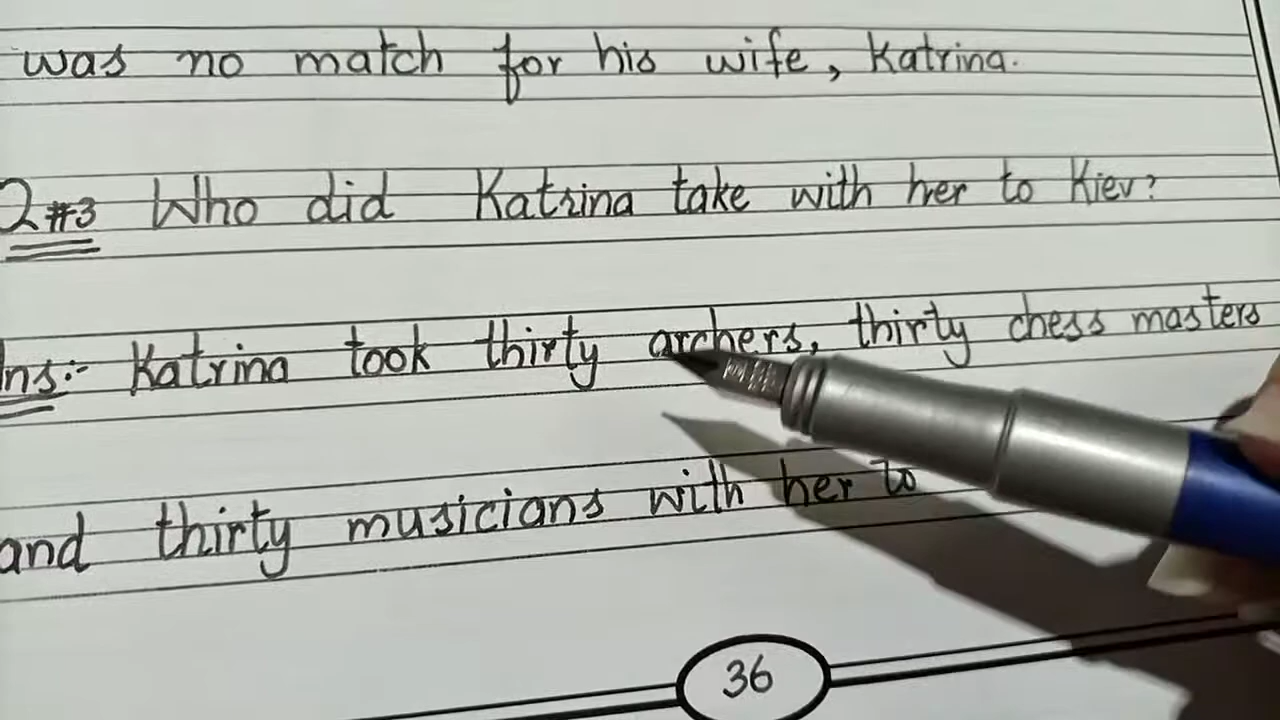 was no match for his wife, Katrina.
Q#3 Who did Katrina take with her to Kiev?
Ans:- Katrina took thirty archers, thirty chess masters
and thirty musicians with her to
36